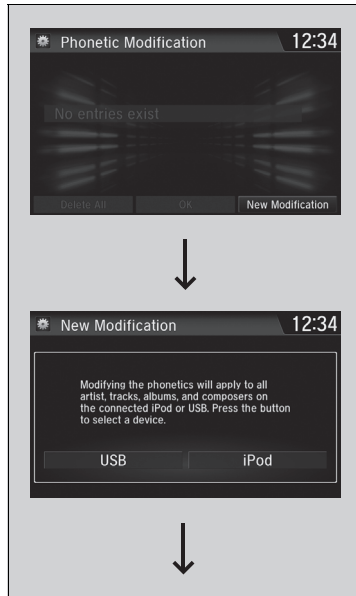 Phonetic Modification 12:34
No entries exist
Delete All OK New Modification
New Modification 12:34
Modifying the phonetics will apply to all
artist, tracks, albums, and composers on
the connected iPod or USB. Press the button
to select a device.
USB iPod